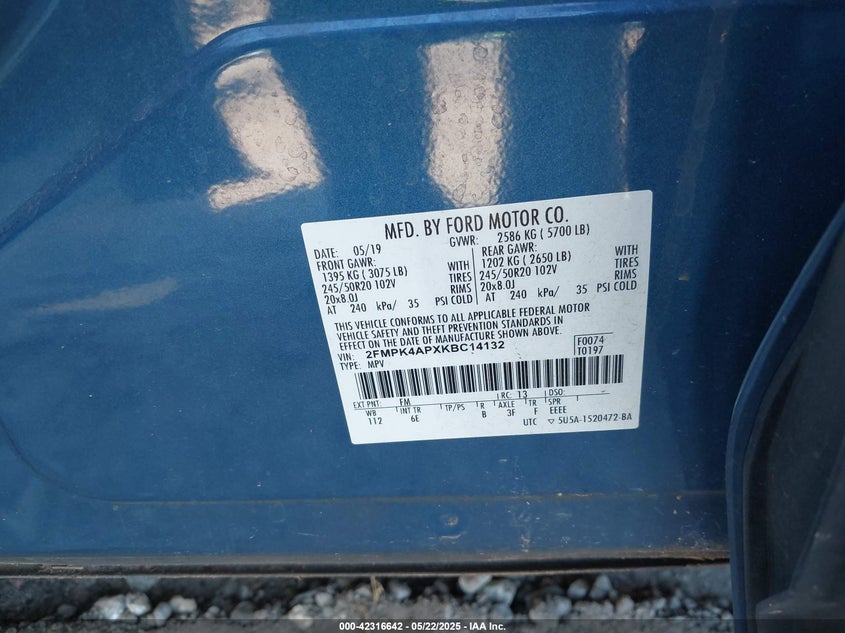 MFD. BY FORD MOTOR CO.
DATE: 05/19 GVWR: 2586 KG ( 5700 LB)
FRONT GAWR: REAR GAWR:
1395 KG (3075 LB) WITH 1202 KG ( 2650 LB) WITH
245/50R20 102V TIRES 245/50R20 102V TIRES
20x8.0J RIMS 20x8.0J RIMS
AT 240 kPa/ 35 PSI COLD AT 240 kPa/ 35 PSI COLD
THIS VEHICLE CONFORMS TO ALL APPLICABLE FEDERAL MOTOR
VEHICLE SAFETY AND THEFT PREVENTION STANDARDS IN
EFFECT ON THE DATE OF MANUFACTURE SHOWN ABOVE.
VIN: 2FMPK4APXKBC14132 F0074
TYPE: MPV T0197
EXT PNT: FM RC: 13 DSO:
WB INT TR TP/PS R AXLE TR SPR
112 6E B 3F F EEEE
UTC ▽ 5U5A-1520472-BA
000-42316642 - 05/22/2025 - IAA Inc.